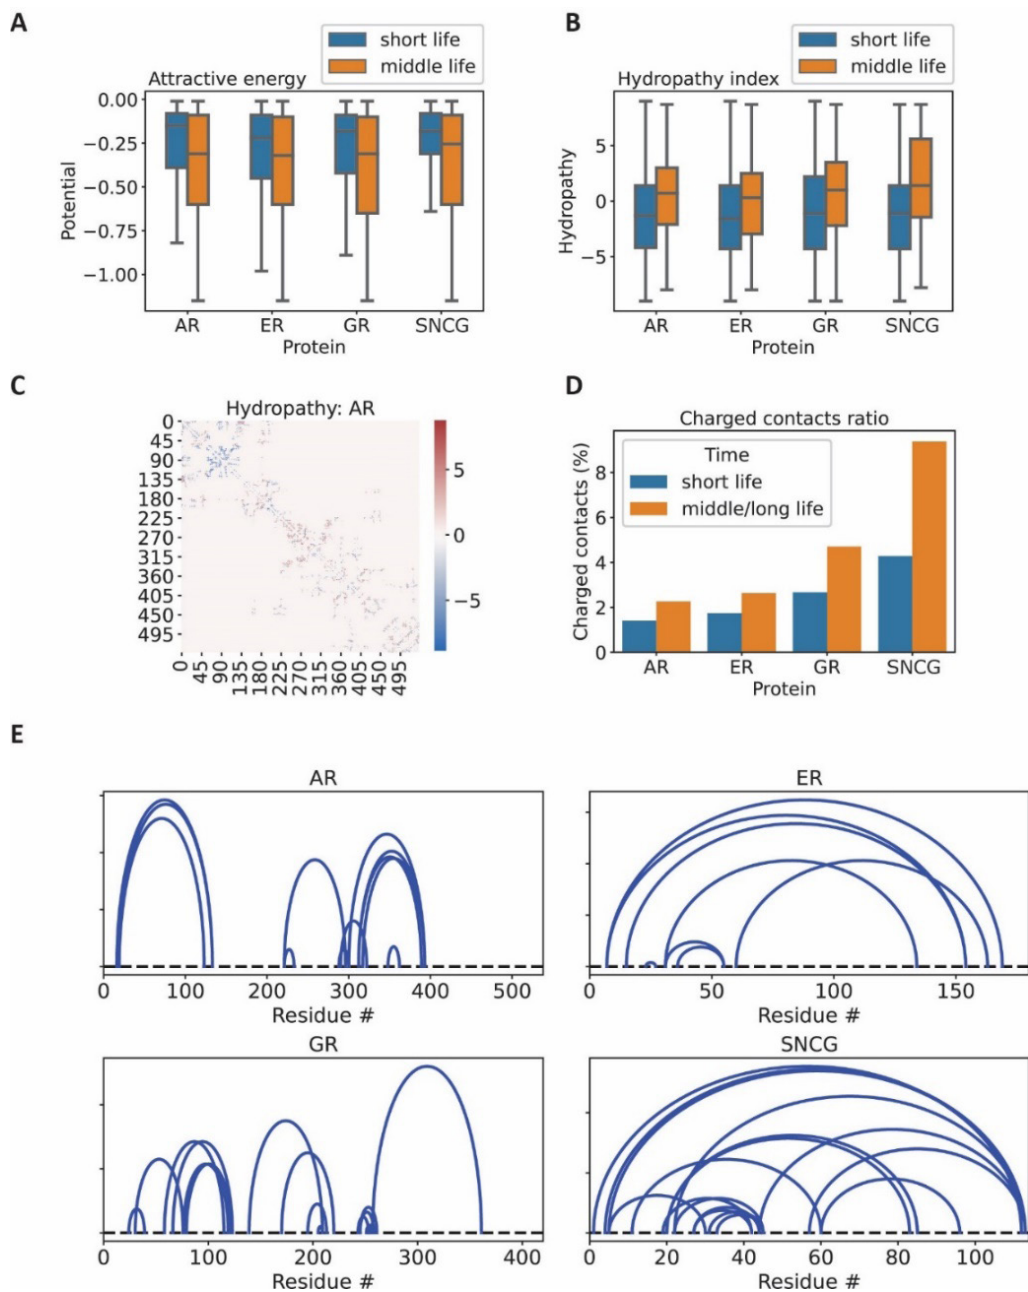 A
short life
middle life
Attractive energy
0.00
−0.25
−0.50
−0.75
−1.00
Potential
AR ER GR SNCG
Protein
B
short life
middle life
Hydropathy index
5
0
−5
Hydropathy
AR ER GR SNCG
Protein
C
Hydropathy: AR
0
45
90
135
180
225
270
315
360
405
450
495
0 45 90 135 180 225 270 315 360 405 450 495
5
0
−5
D
Charged contacts ratio
Time
short life
middle/long life
8
6
4
2
0
Charged contacts (%)
AR ER GR SNCG
Protein
E
AR
0 100 200 300 400 500
Residue #
ER
0 50 100 150
Residue #
GR
0 100 200 300 400
Residue #
SNCG
0 20 40 60 80 100
Residue #